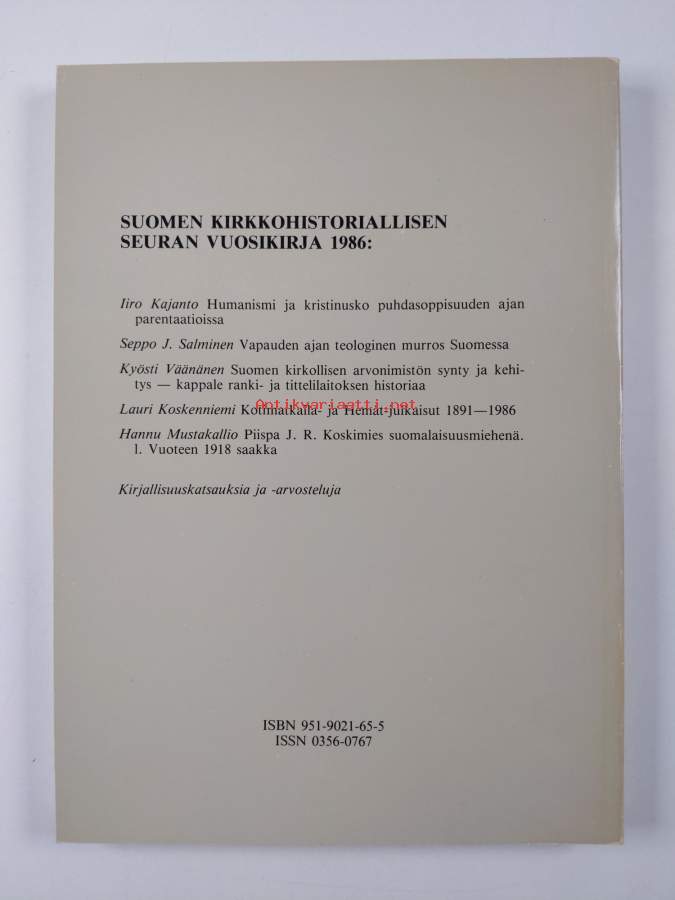 SUOMEN KIRKKOHISTORIALLISEN
SEURAN VUOSIKIRJA 1986:
Iiro Kajanto Humanismi ja kristinusko puhdasoppisuuden ajan
parentaatioissa
Seppo J. Salminen Vapauden ajan teologinen murros Suomessa
Kyösti Väänänen Suomen kirkollisen arvonimistön synty ja kehi-
tys — kappale ranki- ja tittelilaitoksen historiaa
Antikvariaatti.net
Lauri Koskenniemi Kotimatkalla- ja Hemåt-julkaisut 1891—1986
Hannu Mustakallio Piispa J. R. Koskimies suomalaisuusmiehenä.
1. Vuoteen 1918 saakka
Kirjallisuuskatsauksia ja -arvosteluja
ISBN 951-9021-65-5
ISSN 0356-0767